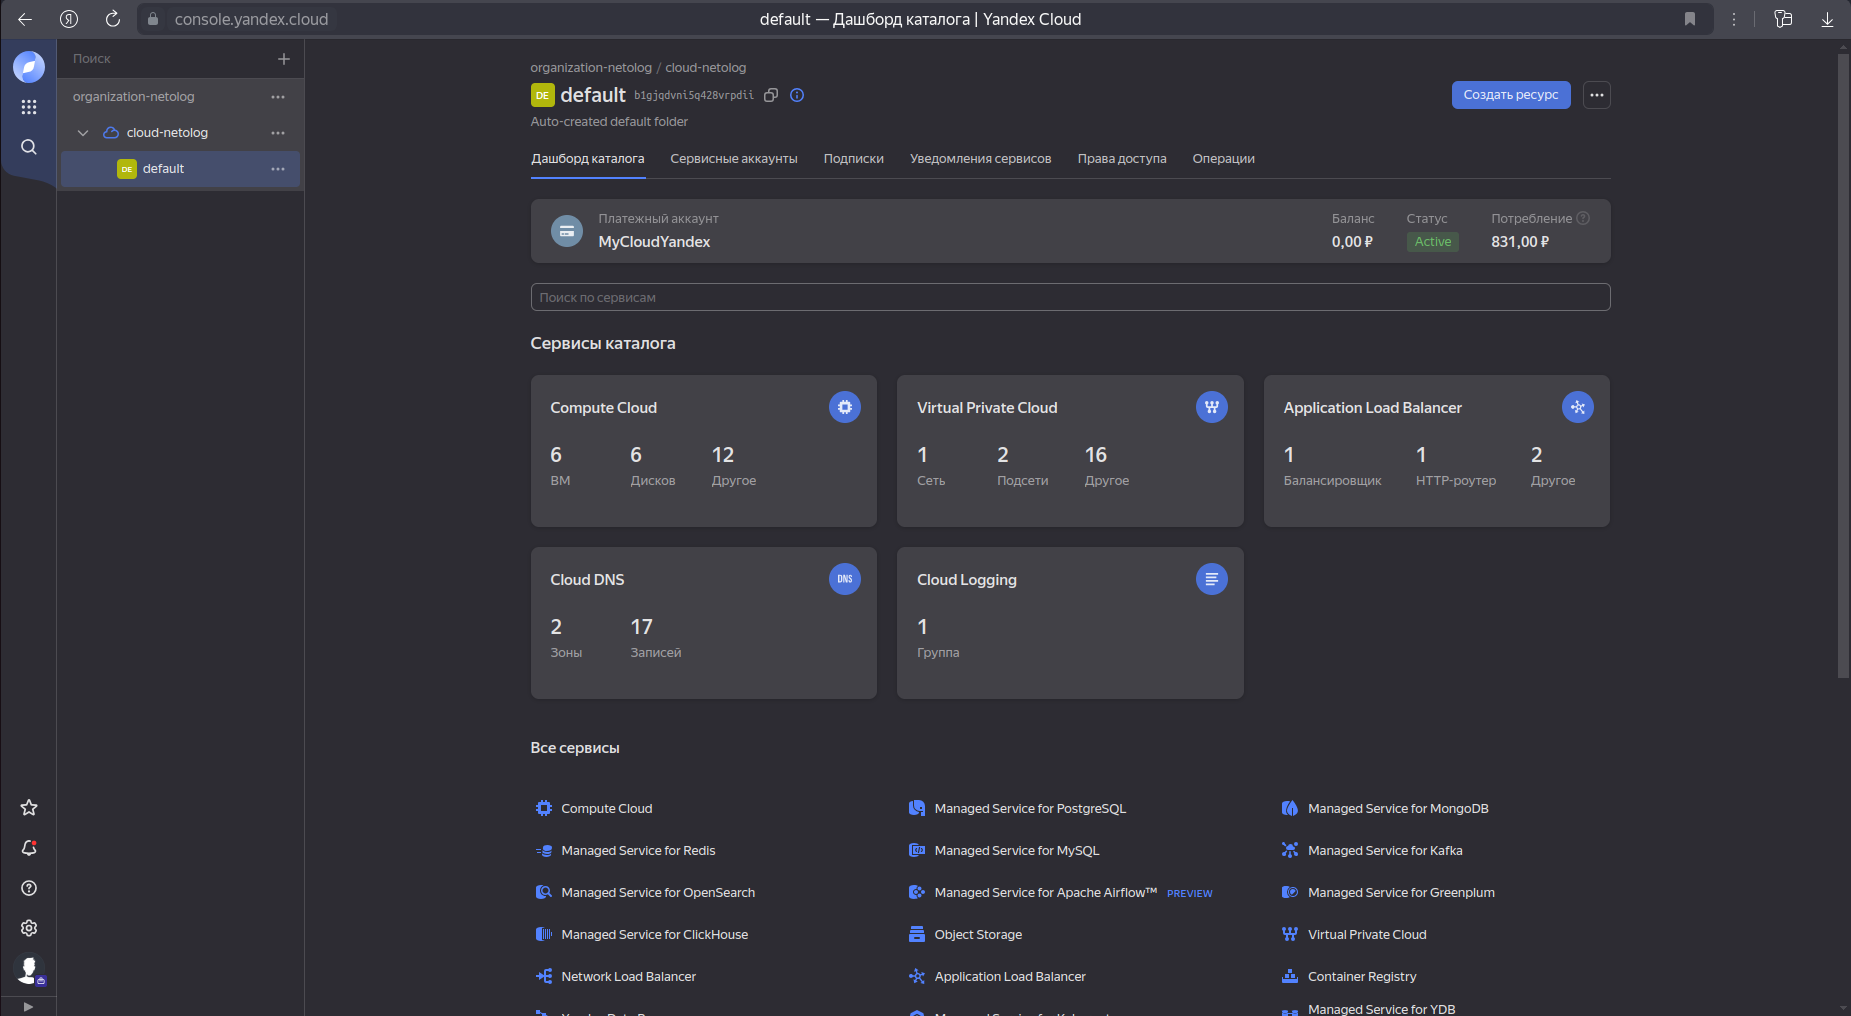 console.yandex.cloud
default — Дашборд каталога | Yandex Cloud
Поиск
organization-netolog
cloud-netolog
DE default
organization-netolog / cloud-netolog
DE default b1gjqdvni5q428vrpdii
Auto-created default folder
Создать ресурс
Дашборд каталога Сервисные аккаунты Подписки Уведомления сервисов Права доступа Операции
Платежный аккаунт
MyCloudYandex
Баланс Статус Потребление
0,00 ₽ Active 831,00 ₽
Поиск по сервисам
Сервисы каталога
Compute Cloud
6 6 12
ВМ Дисков Другое
Virtual Private Cloud
1 2 16
Сеть Подсети Другое
Application Load Balancer
1 1 2
Балансировщик HTTP-роутер Другое
Cloud DNS
DNS
2 17
Зоны Записей
Cloud Logging
1
Группа
Все сервисы
Compute Cloud Managed Service for PostgreSQL Managed Service for MongoDB
Managed Service for Redis Managed Service for MySQL Managed Service for Kafka
Managed Service for OpenSearch Managed Service for Apache Airflow™ PREVIEW Managed Service for Greenplum
Managed Service for ClickHouse Object Storage Virtual Private Cloud
Network Load Balancer Application Load Balancer Container Registry
Managed Service for YDB